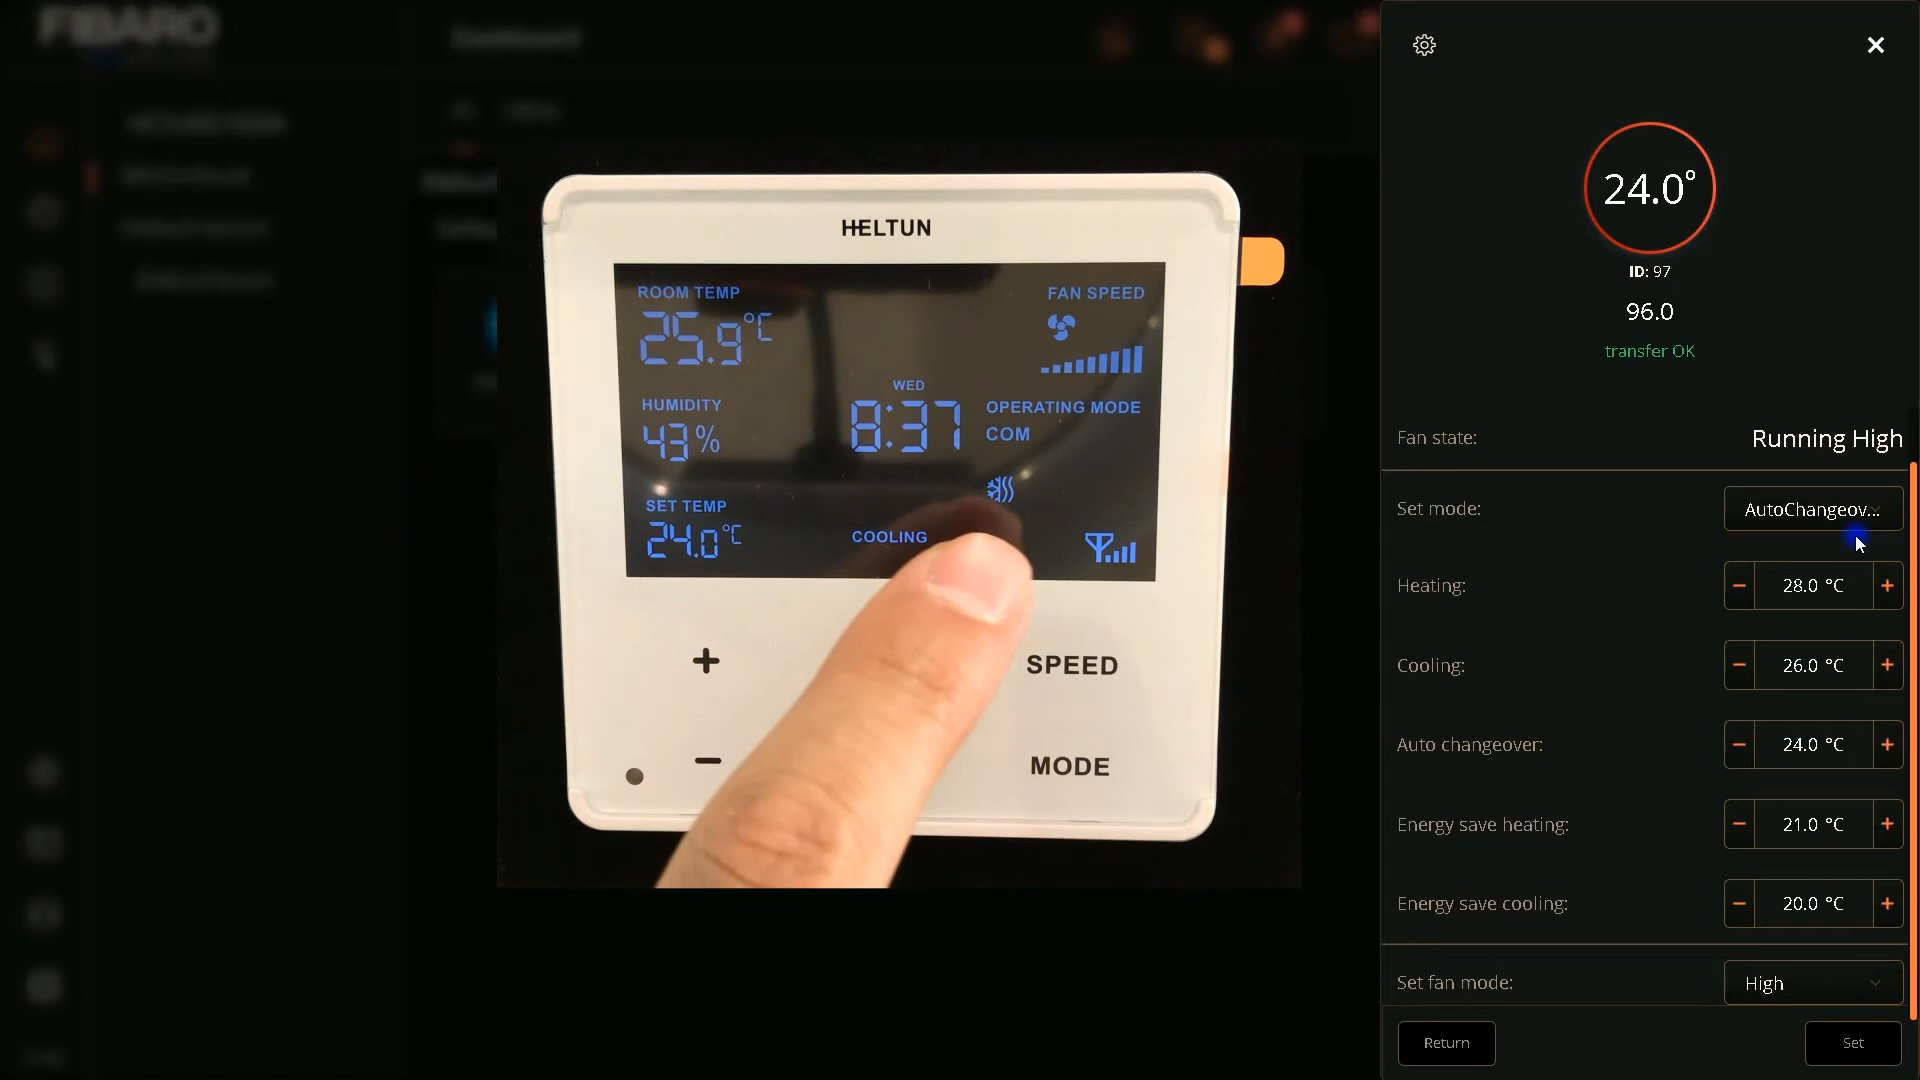 FIBARO
Dashboard
HELTUN
ROOM TEMP
25.9°C
FAN SPEED
WED
8:37
HUMIDITY
43%
OPERATING MODE
COM
SET TEMP
24.0°C
COOLING
+
SPEED
−
MODE
24.0°
ID: 97
96.0
transfer OK
Fan state: Running High
Set mode: AutoChangeov...
Heating: − 28.0 °C +
Cooling: − 26.0 °C +
Auto changeover: − 24.0 °C +
Energy save heating: − 21.0 °C +
Energy save cooling: − 20.0 °C +
Set fan mode: High
Return
Set